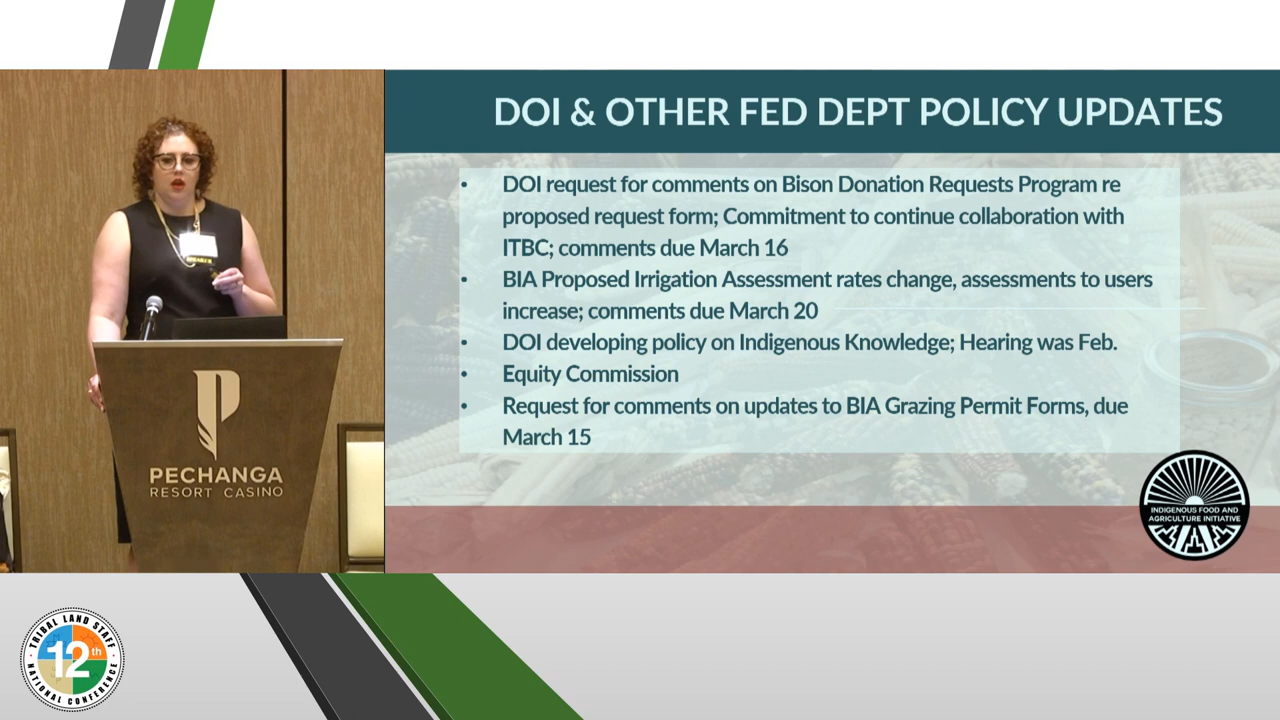 DOI & OTHER FED DEPT POLICY UPDATES
• DOI request for comments on Bison Donation Requests Program re
proposed request form; Commitment to continue collaboration with
ITBC; comments due March 16
• BIA Proposed Irrigation Assessment rates change, assessments to users
increase; comments due March 20
• DOI developing policy on Indigenous Knowledge; Hearing was Feb.
• Equity Commission
• Request for comments on updates to BIA Grazing Permit Forms, due
March 15
INDIGENOUS FOOD AND
AGRICULTURE INITIATIVE
SPEAKER
PECHANGA
RESORT CASINO
TRIBAL LAND STAFF
12th
NATIONAL CONFERENCE